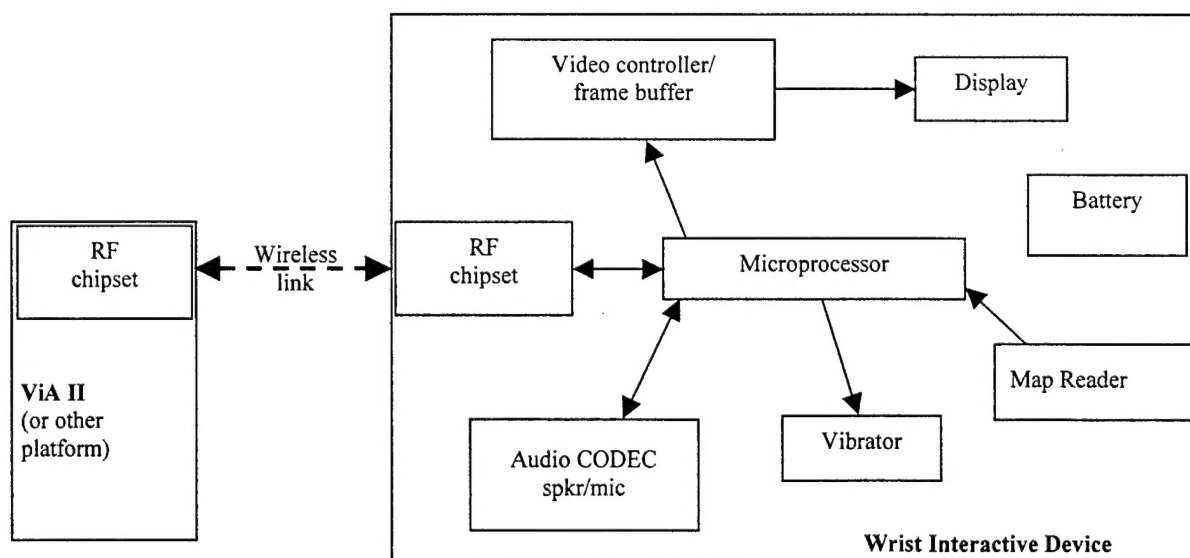 Video controller/
frame buffer
Display
Battery
RF
chipset
Wireless
link
RF
chipset
Microprocessor
ViA II
(or other
platform)
Map Reader
Audio CODEC
spkr/mic
Vibrator
Wrist Interactive Device